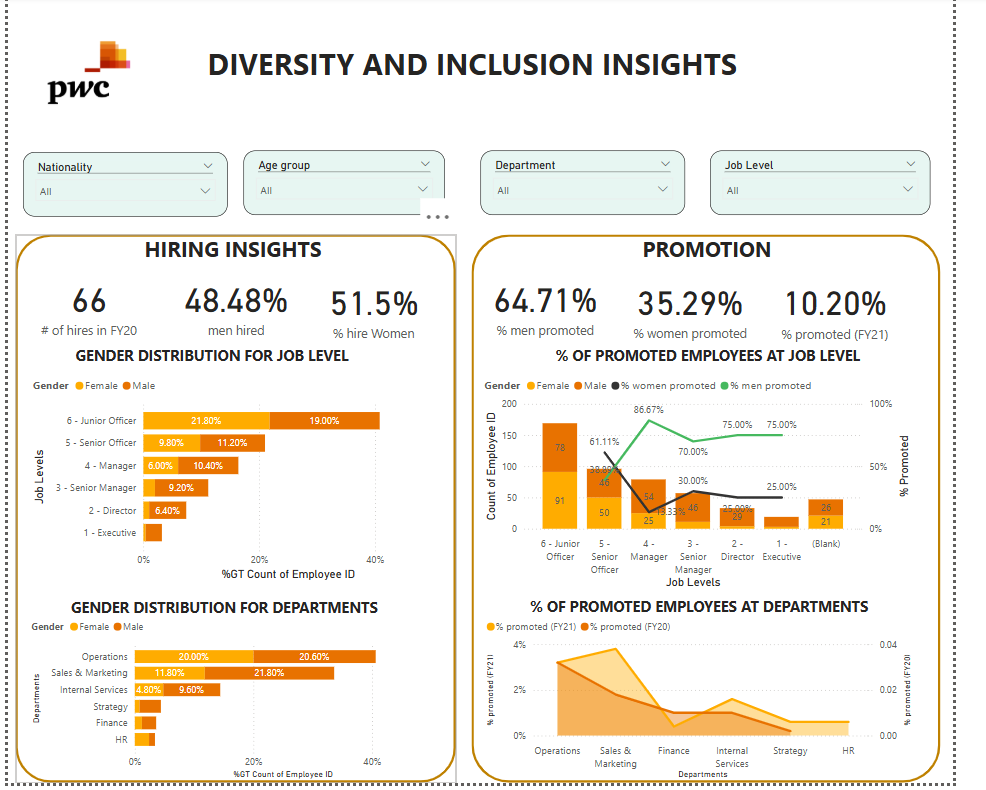 pwc
DIVERSITY AND INCLUSION INSIGHTS
Nationality
All
Age group
All
Department
All
Job Level
All
HIRING INSIGHTS
66
# of hires in FY20
48.48%
men hired
51.5%
% hire Women
GENDER DISTRIBUTION FOR JOB LEVEL
Gender Female Male
Job Levels
6 - Junior Officer 21.80% 19.00%
5 - Senior Officer 9.80% 11.20%
4 - Manager 6.00% 10.40%
3 - Senior Manager 9.20%
2 - Director 6.40%
1 - Executive
0% 20% 40%
%GT Count of Employee ID
GENDER DISTRIBUTION FOR DEPARTMENTS
Gender Female Male
Departments
Operations 20.00% 20.60%
Sales & Marketing 11.80% 21.80%
Internal Services 4.80% 9.60%
Strategy
Finance
HR
0% 20% 40%
%GT Count of Employee ID
PROMOTION
64.71%
% men promoted
35.29%
% women promoted
10.20%
% promoted (FY21)
% OF PROMOTED EMPLOYEES AT JOB LEVEL
Gender Female Male % women promoted % men promoted
Count of Employee ID
200
150
100
50
0
100%
50%
0%
% Promoted
86.67%
75.00% 75.00%
61.11%
70.00%
38.89%
30.00%
25.00%
13.33%
25.00%
78
91
46
50
54
25
46
29
26
21
6 - Junior Officer
5 - Senior Officer
4 - Manager
3 - Senior Manager
2 - Director
1 - Executive
(Blank)
Job Levels
% OF PROMOTED EMPLOYEES AT DEPARTMENTS
% promoted (FY21) % promoted (FY20)
% promoted (FY21)
4%
2%
0%
0.04
0.02
0.00
% promoted (FY20)
Operations
Sales & Marketing
Finance
Internal Services
Strategy
HR
Departments